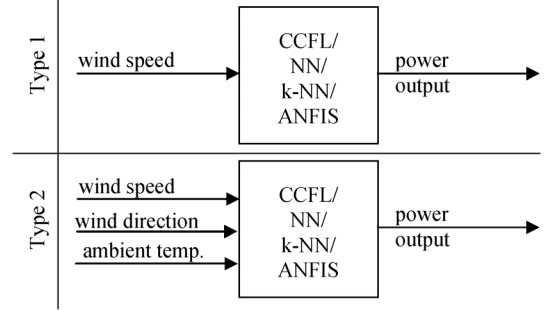 Type 1
wind speed
CCFL/
NN/
k-NN/
ANFIS
power
output
Type 2
wind speed
wind direction
ambient temp.
CCFL/
NN/
k-NN/
ANFIS
power
output